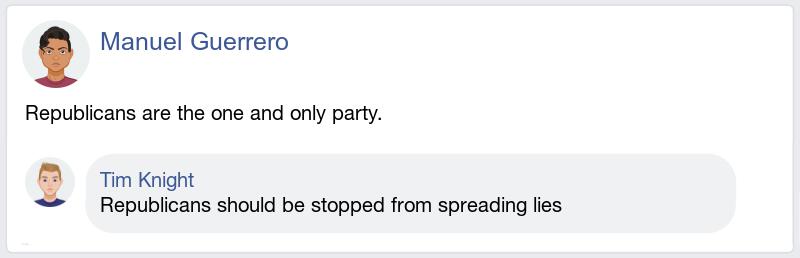 Manuel Guerrero
Republicans are the one and only party.
Tim Knight
Republicans should be stopped from spreading lies